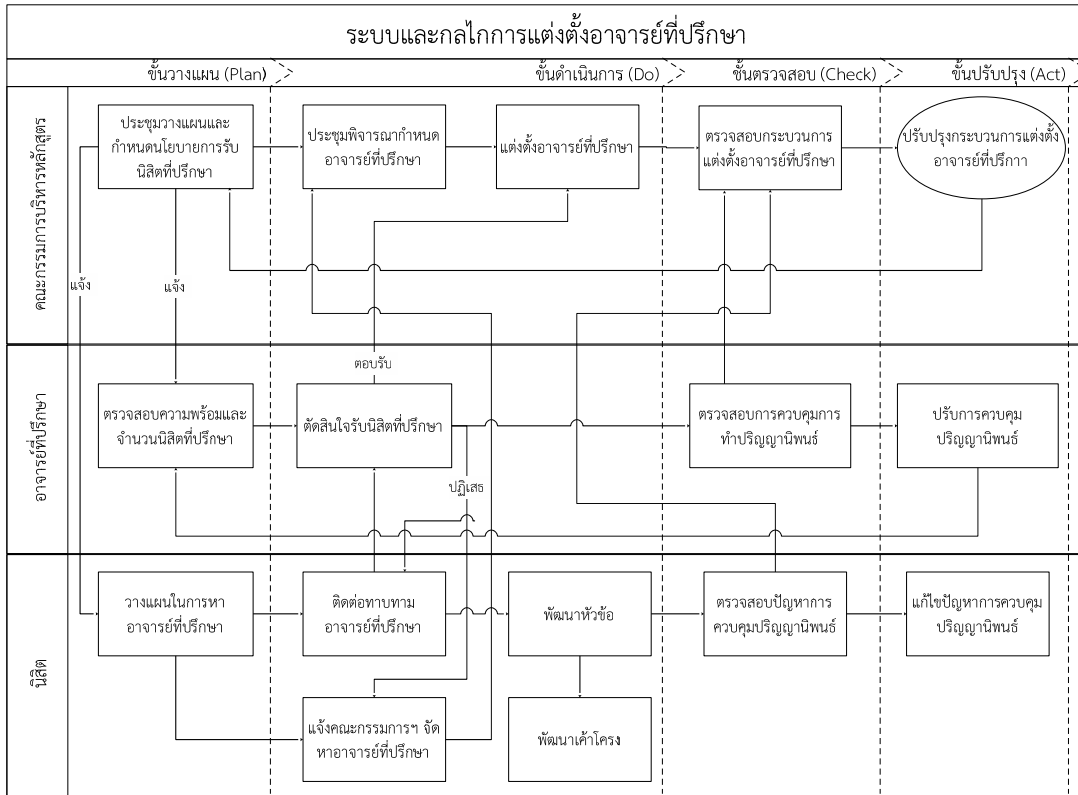 ระบบและกลไกการแต่งตั้งอาจารย์ที่ปรึกษา
ขั้นวางแผน (Plan)
ขั้นดำเนินการ (Do)
ชั้นตรวจสอบ (Check)
ขั้นปรับปรุง (Act)
คณะกรรมการบริหารหลักสูตร
ประชุมวางแผนและ
กำหนดนโยบายการรับ
นิสิตที่ปรึกษา
ประชุมพิจารณากำหนด
อาจารย์ที่ปรึกษา
แต่งตั้งอาจารย์ที่ปรึกษา
ตรวจสอบกระบวนการ
แต่งตั้งอาจารย์ที่ปรึกษา
ปรับปรุงกระบวนการแต่งตั้ง
อาจารย์ที่ปรึกาา
แจ้ง
แจ้ง
ตอบรับ
อาจารย์ที่ปรึกษา
ตรวจสอบความพร้อมและ
จำนวนนิสิตที่ปรึกษา
ตัดสินใจรับนิสิตที่ปรึกษา
ตรวจสอบการควบคุมการ
ทำปริญญานิพนธ์
ปรับการควบคุม
ปริญญานิพนธ์
ปฏิเสธ
นิสิต
วางแผนในการหา
อาจารย์ที่ปรึกษา
ติดต่อทาบทาม
อาจารย์ที่ปรึกษา
พัฒนาหัวข้อ
ตรวจสอบปัญหาการ
ควบคุมปริญญานิพนธ์
แก้ไขปัญหาการควบคุม
ปริญญานิพนธ์
แจ้งคณะกรรมการฯ จัด
หาอาจารย์ที่ปรึกษา
พัฒนาเค้าโครง